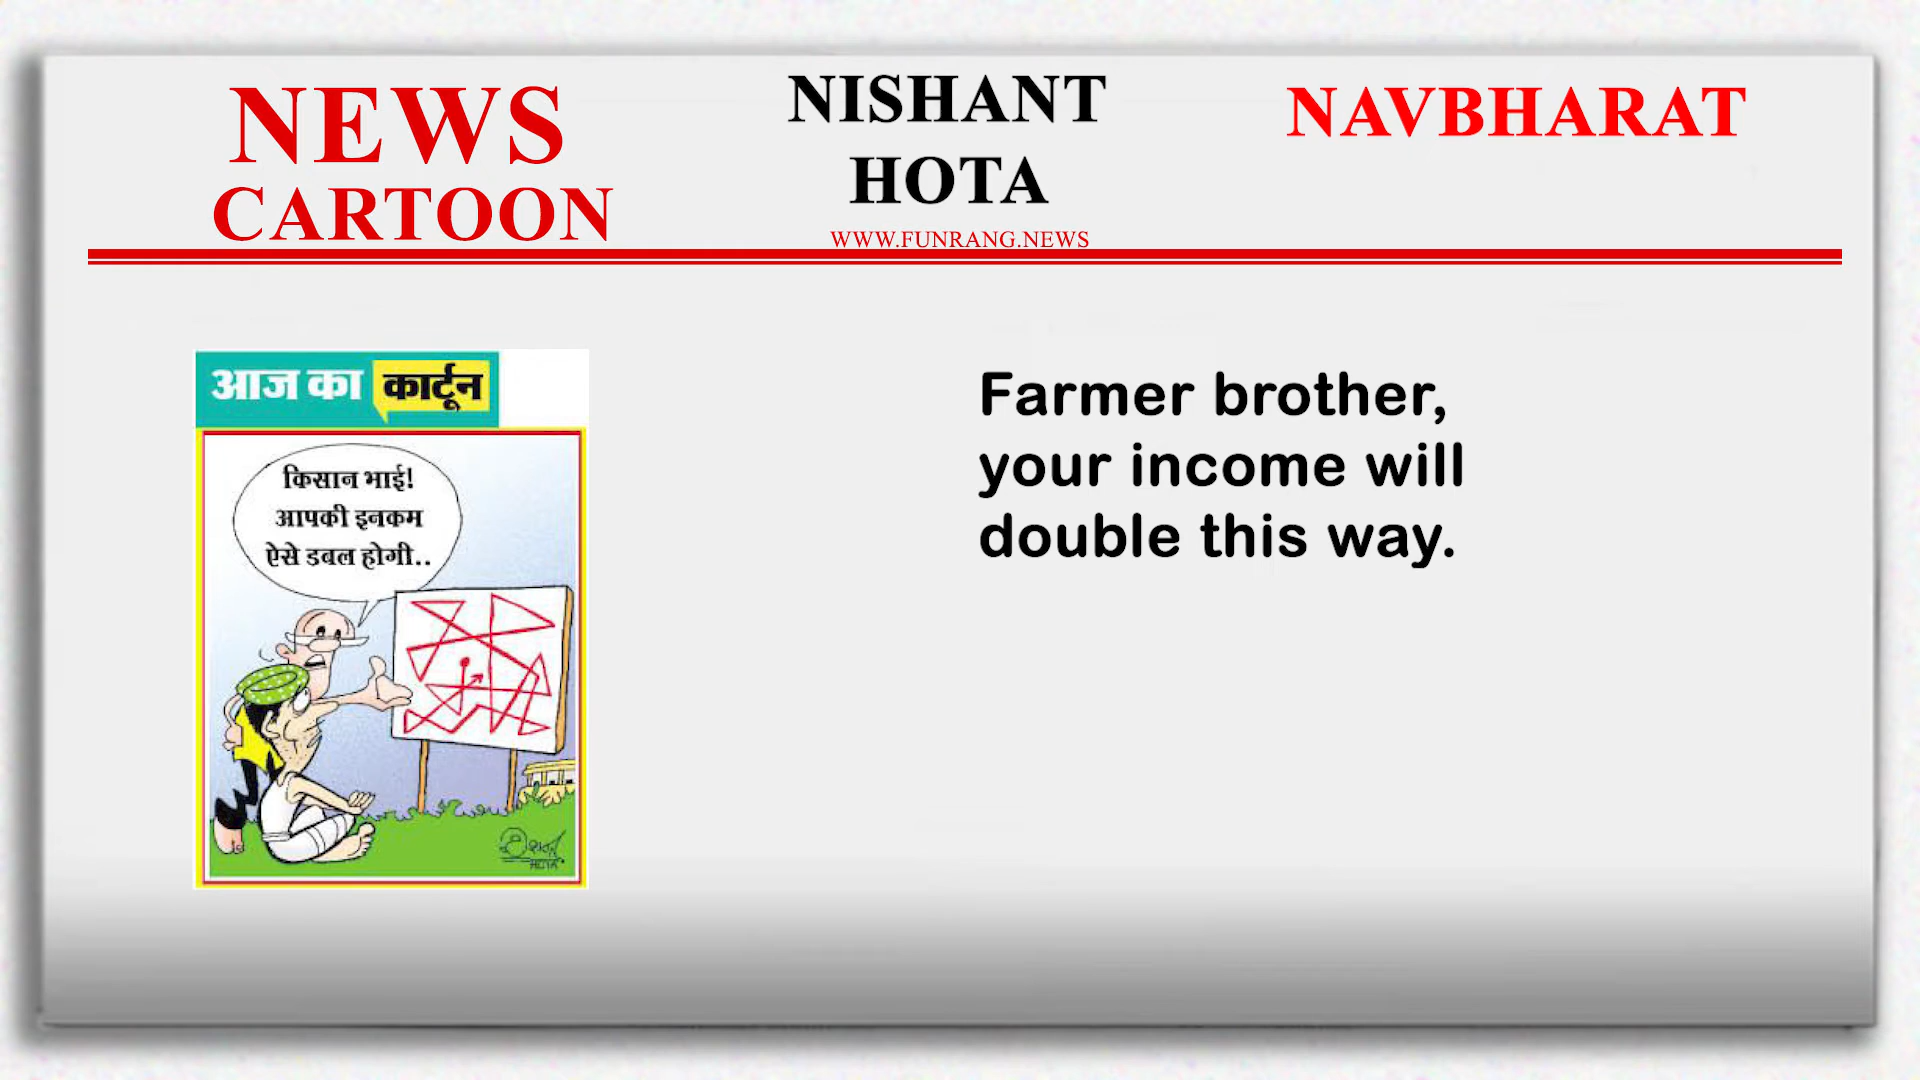 NEWS
CARTOON
NISHANT
HOTA
WWW.FUNRANG.NEWS
NAVBHARAT
आज का कार्टून
किसान भाई!
आपकी इनकम
ऐसे डबल होगी..
HOTA
Farmer brother,
your income will
double this way.